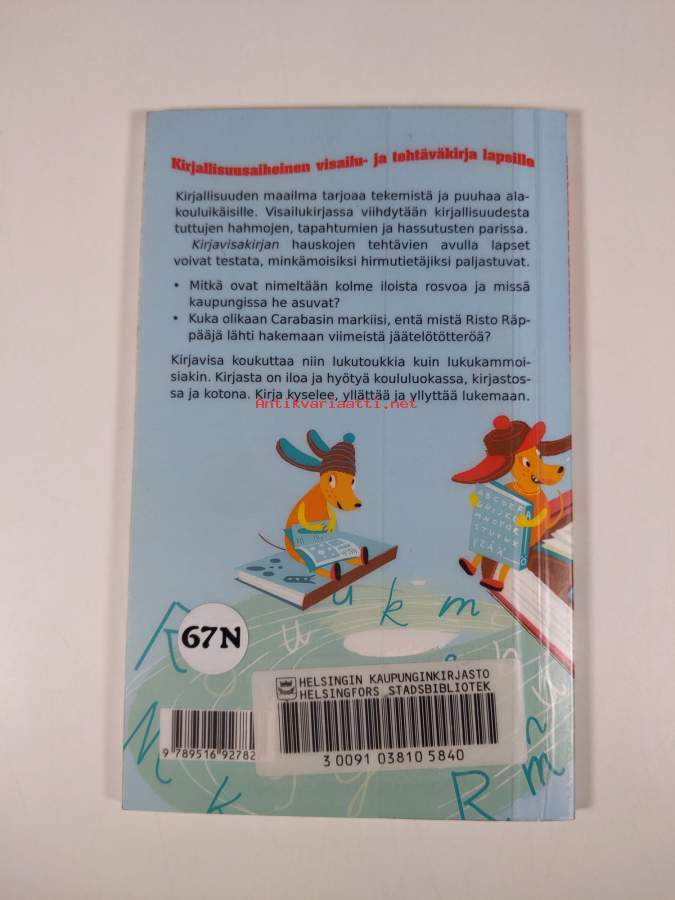 Kirjallisuusaiheinen visailu- ja tehtäväkirja lapsille
Kirjallisuuden maailma tarjoaa tekemistä ja puuhaa ala-
kouluikäisille. Visailukirjassa viihdytään kirjallisuudesta
tuttujen hahmojen, tapahtumien ja hassutusten parissa.
Kirjavisakirjan hauskojen tehtävien avulla lapset
voivat testata, minkämoisiksi hirmutietäjiksi paljastuvat.
• Mitkä ovat nimeltään kolme iloista rosvoa ja missä
kaupungissa he asuvat?
• Kuka olikaan Carabasin markiisi, entä mistä Risto Räp-
pääjä lähti hakemaan viimeistä jäätelötötteröä?
Kirjavisa koukuttaa niin lukutoukkia kuin lukukammoi-
siakin. Kirjasta on iloa ja hyötyä koululuokassa, kirjastos-
sa ja kotona. Kirja kyselee, yllättää ja yllyttää lukemaan.
Antikvariaatti.net
R u u k m
67N
HELSINGIN KAUPUNGINKIRJASTO
HELSINGFORS STADSBIBLIOTEK
9 789516 92782
3 0091 03810 5840
M k R m